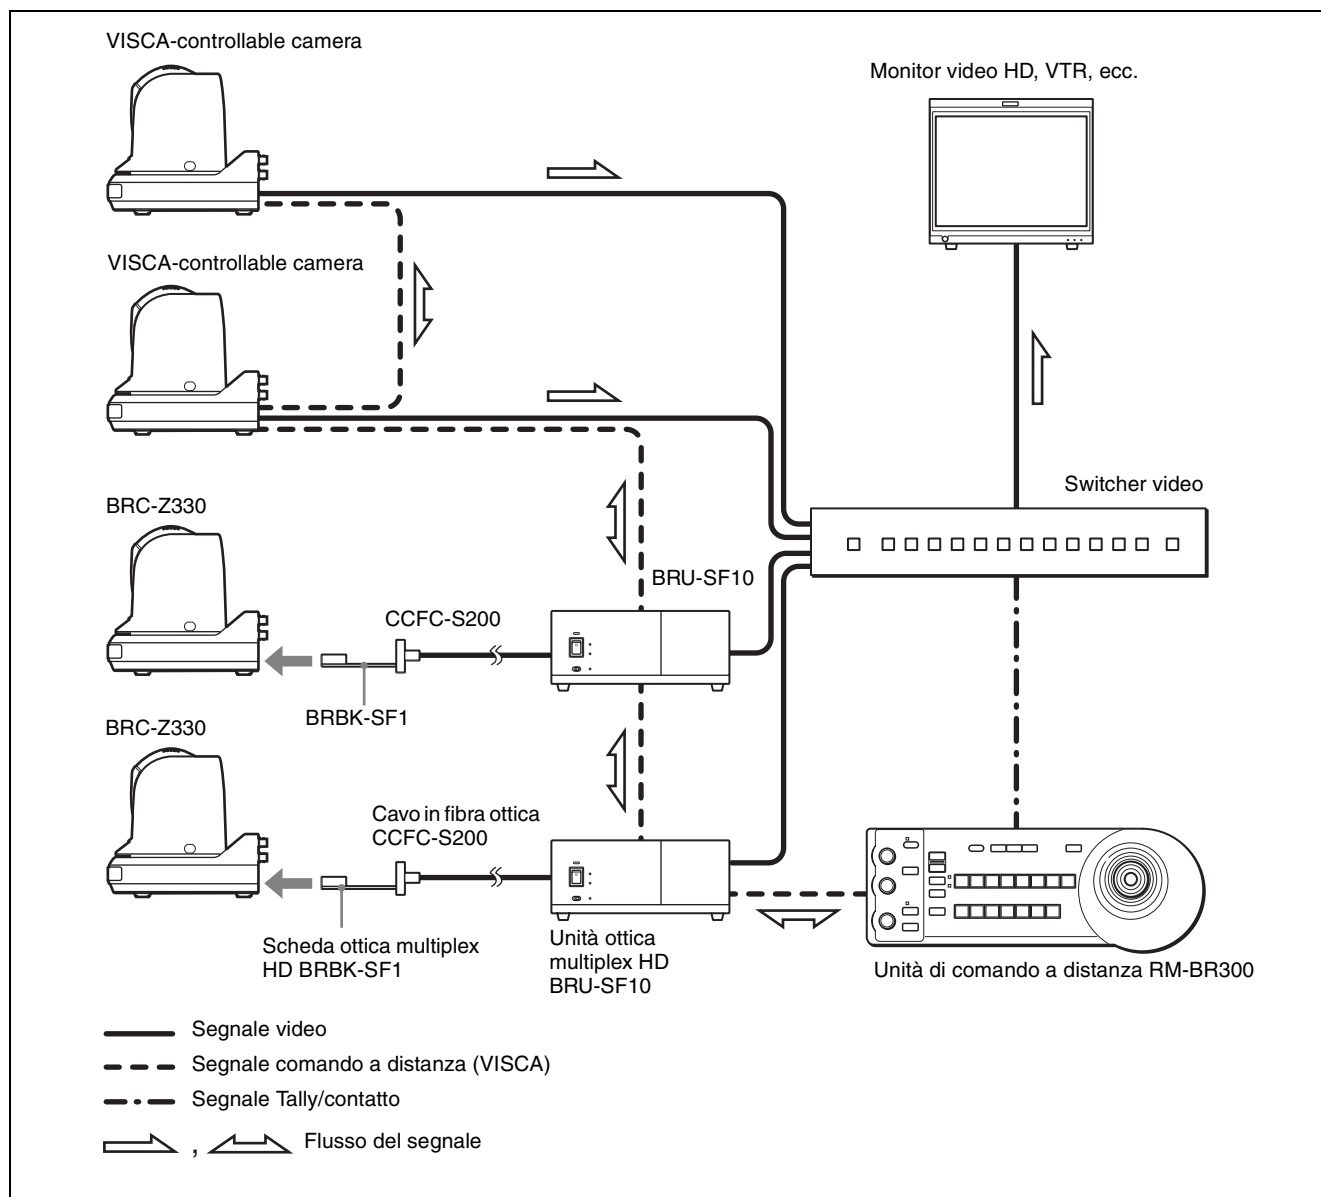 VISCA-controllable camera
Monitor video HD, VTR, ecc.
VISCA-controllable camera
Switcher video
BRC-Z330
BRU-SF10
CCFC-S200
BRBK-SF1
BRC-Z330
Cavo in fibra ottica
CCFC-S200
Scheda ottica multiplex
HD BRBK-SF1
Unità ottica
multiplex HD
BRU-SF10
Unità di comando a distanza RM-BR300
Segnale video
Segnale comando a distanza (VISCA)
Segnale Tally/contatto
, Flusso del segnale